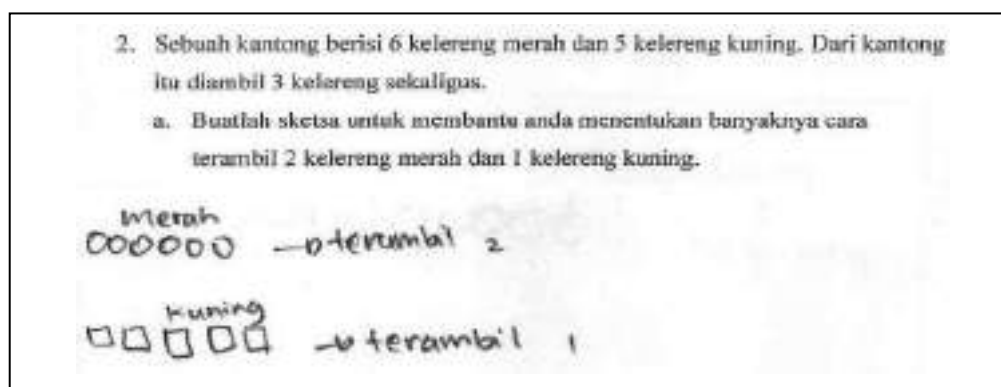 2. Sebuah kantong berisi 6 kelereng merah dan 5 kelereng kuning. Dari kantong
itu diambil 3 kelereng sekaligus.
a. Buatlah sketsa untuk membantu anda menentukan banyaknya cara
terambil 2 kelereng merah dan 1 kelereng kuning.
merah
terambil 2
kuning
terambil 1